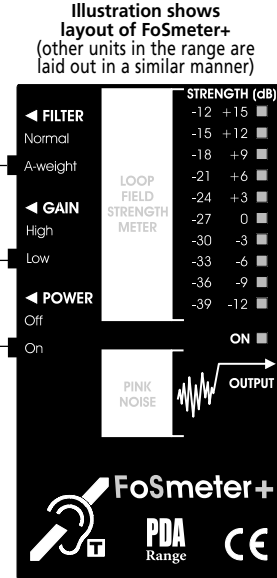 Illustration shows
layout of FoSmeter+
(other units in the range are
laid out in a similar manner)
STRENGTH (dB)
◀ FILTER
Normal
A-weight
◀ GAIN
High
Low
◀ POWER
Off
On
LOOP
FIELD
STRENGTH
METER
-12 +15
-15 +12
-18 +9
-21 +6
-24 +3
-27 0
-30 -3
-33 -6
-36 -9
-39 -12
ON
PINK
NOISE
OUTPUT
FoSmeter+
T
PDA
Range
CE